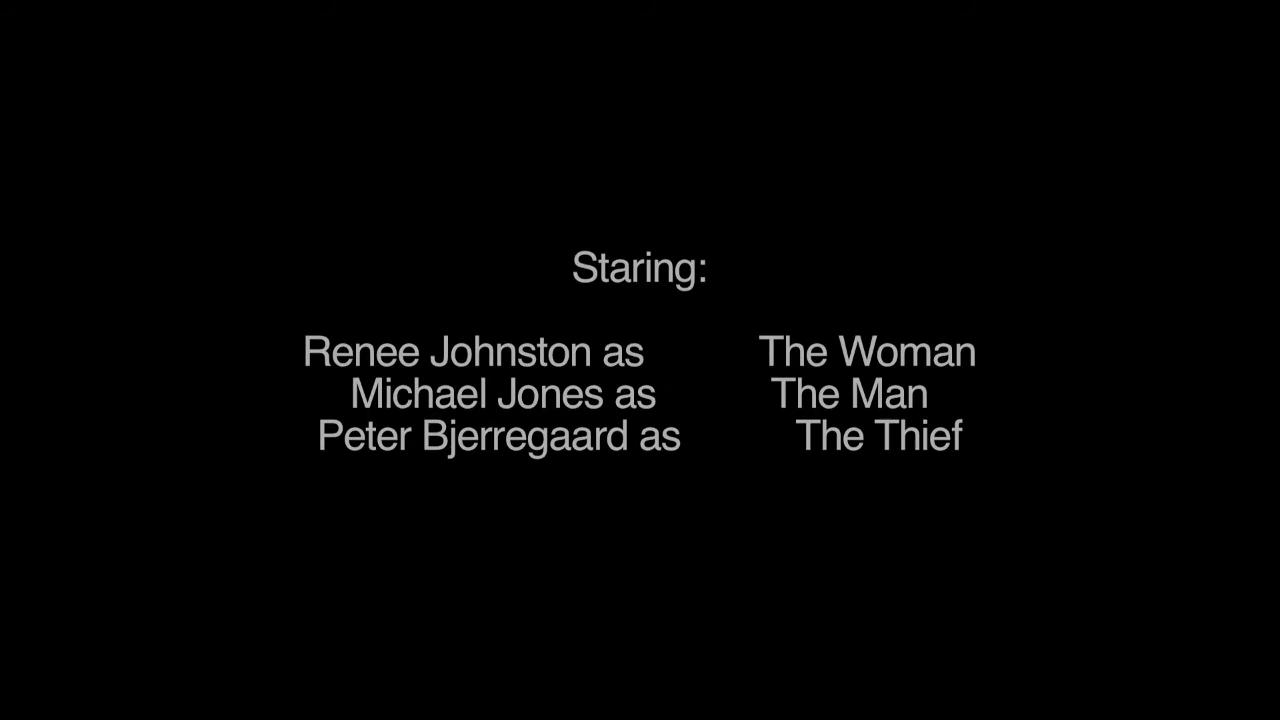 Staring:
Renee Johnston as The Woman
Michael Jones as The Man
Peter Bjerregaard as The Thief